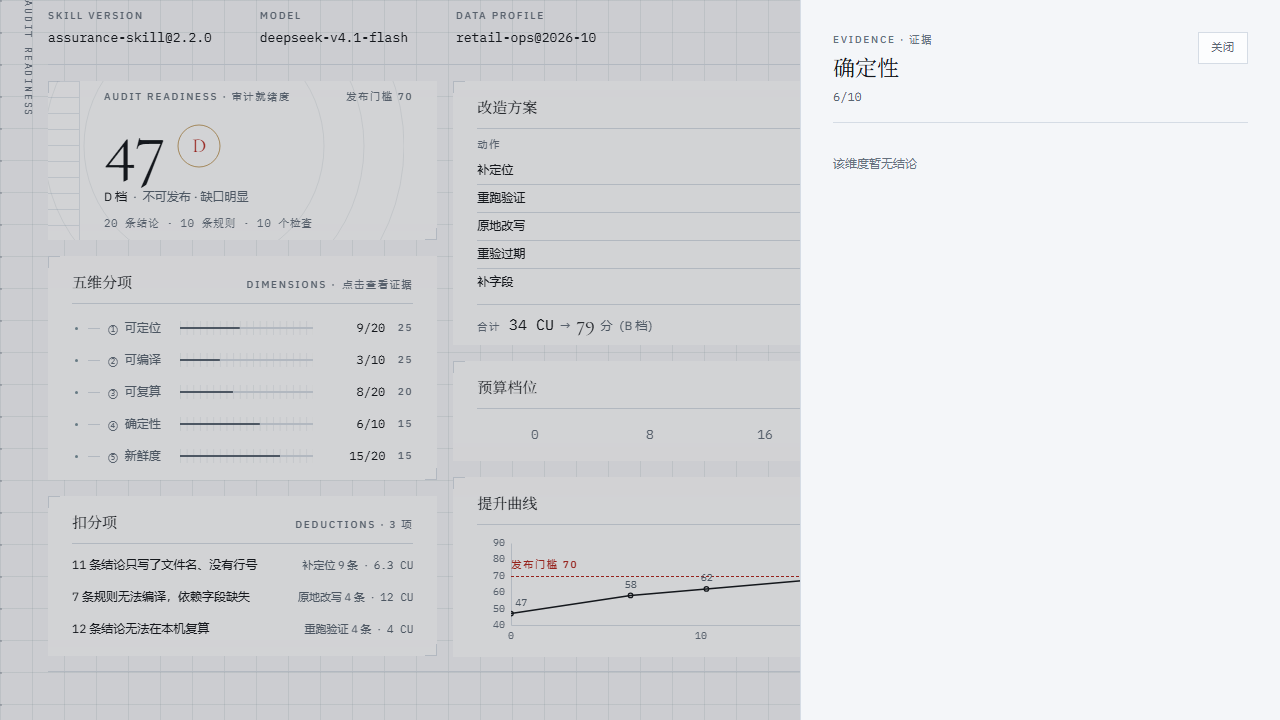 AUDIT READINESS
SKILL VERSION
assurance-skill@2.2.0
MODEL
deepseek-v4.1-flash
DATA PROFILE
retail-ops@2026-10
AUDIT READINESS · 审计就绪度
发布门槛 70
47
D
D 档 · 不可发布 · 缺口明显
20 条结论 · 10 条规则 · 10 个检查
五维分项
DIMENSIONS · 点击查看证据
① 可定位 9/20 25
② 可编译 3/10 25
③ 可复算 8/20 20
④ 确定性 6/10 15
⑤ 新鲜度 15/20 15
扣分项
DEDUCTIONS · 3 项
11 条结论只写了文件名、没有行号 补定位 9 条 · 6.3 CU
7 条规则无法编译，依赖字段缺失 原地改写 4 条 · 12 CU
12 条结论无法在本机复算 重跑验证 4 条 · 4 CU
改造方案
动作
补定位
重跑验证
原地改写
重验过期
补字段
合计 34 CU → 79 分（B 档）
预算档位
0 8 16
提升曲线
90
80
70
60
50
40
发布门槛 70
47
58
62
0 10
EVIDENCE · 证据
关闭
确定性
6/10
该维度暂无结论